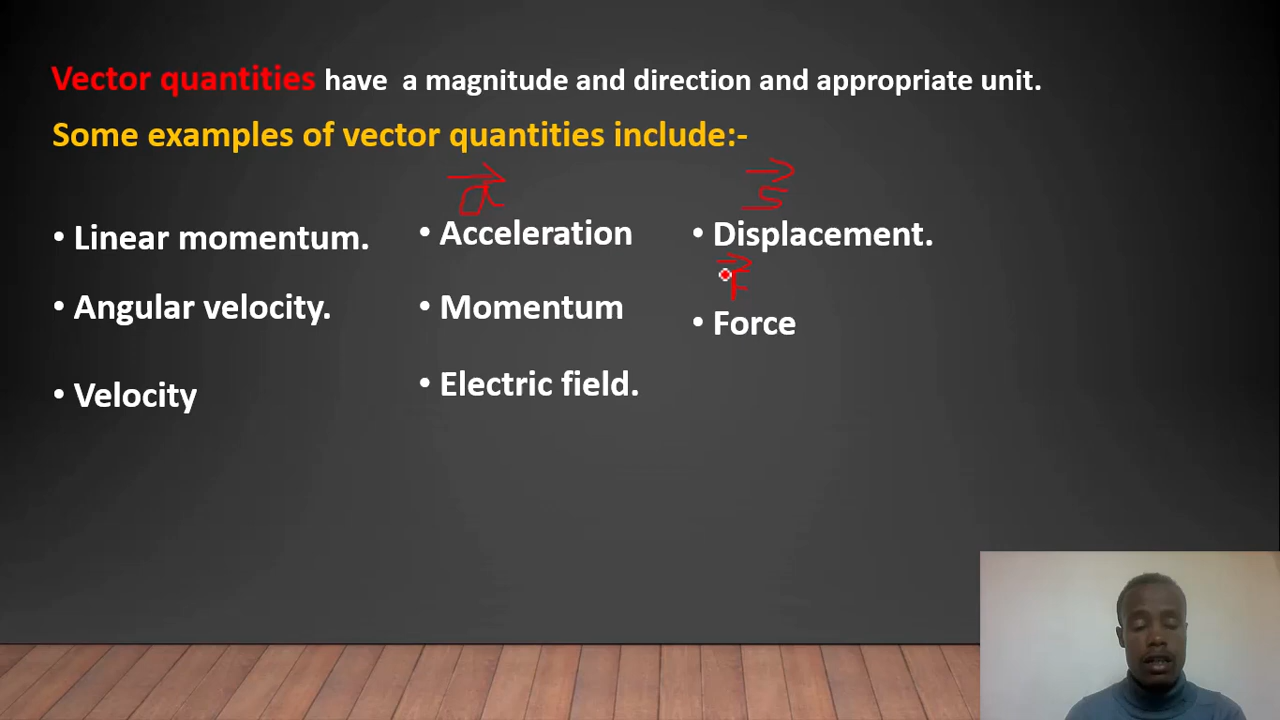 Vector quantities have a magnitude and direction and appropriate unit.
Some examples of vector quantities include:-
a⃗
s⃗
• Linear momentum.
• Acceleration
• Displacement.
F⃗
• Angular velocity.
• Momentum
• Force
• Velocity
• Electric field.